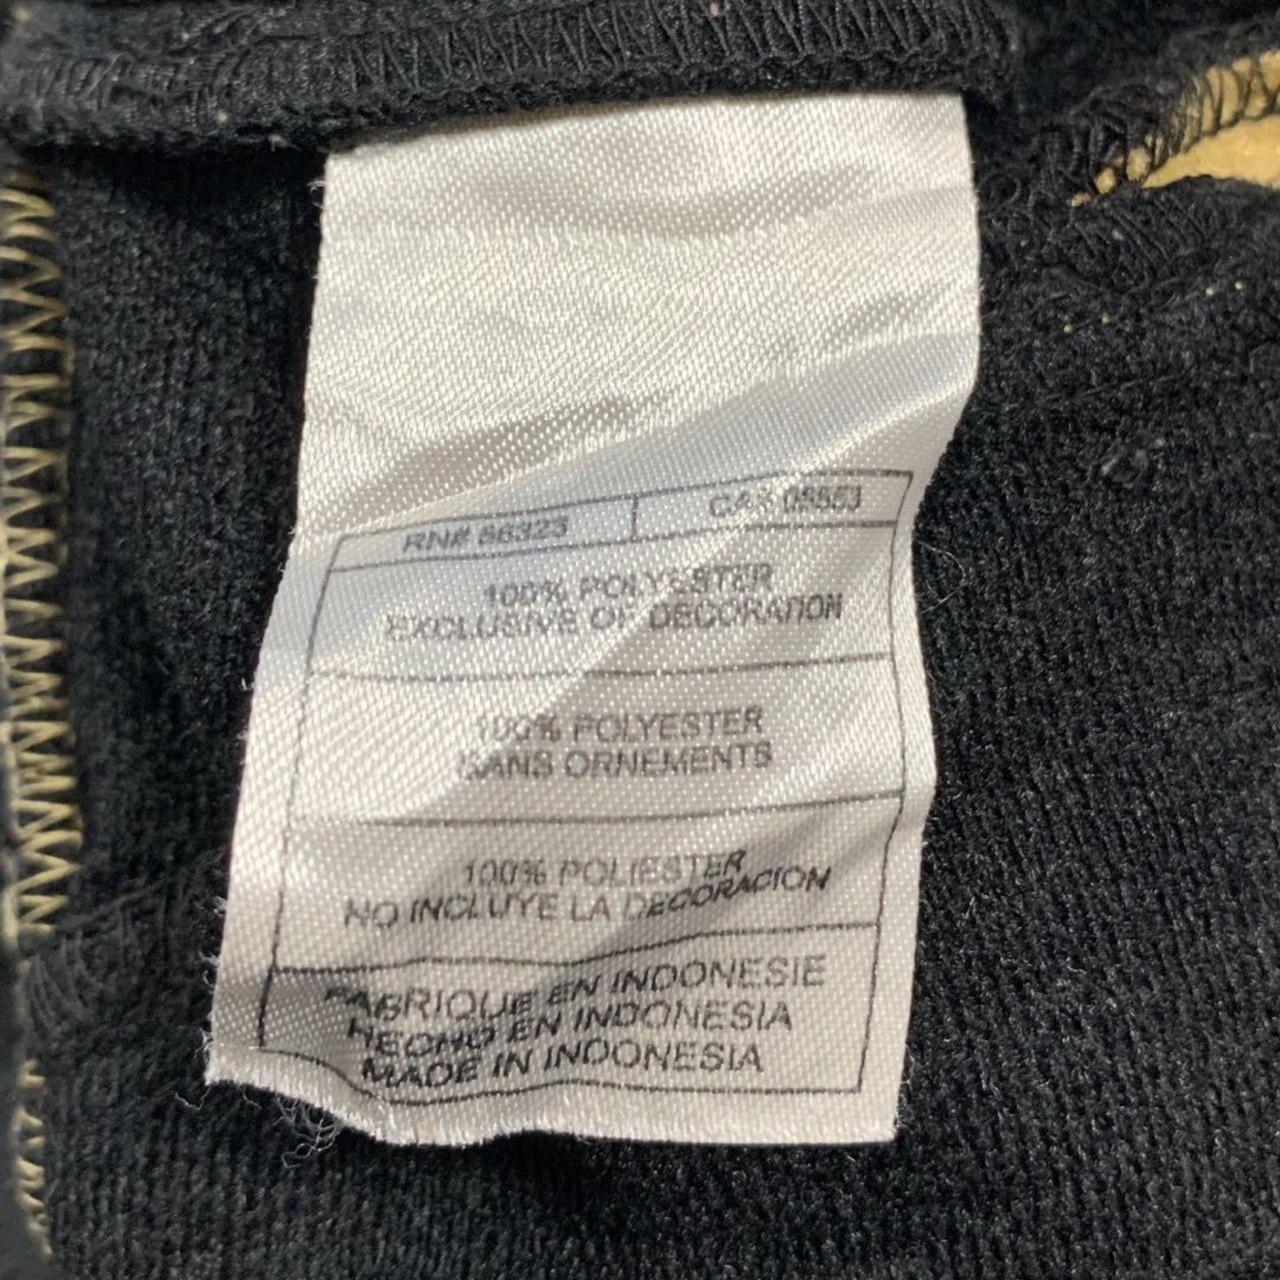 RN# 56323 CA# 05553
100% POLYESTER
EXCLUSIVE OF DECORATION
100% POLYESTER
SANS ORNEMENTS
100% POLIESTER
NO INCLUYE LA DECORACION
FABRIQUE EN INDONESIE
HECHO EN INDONESIA
MADE IN INDONESIA